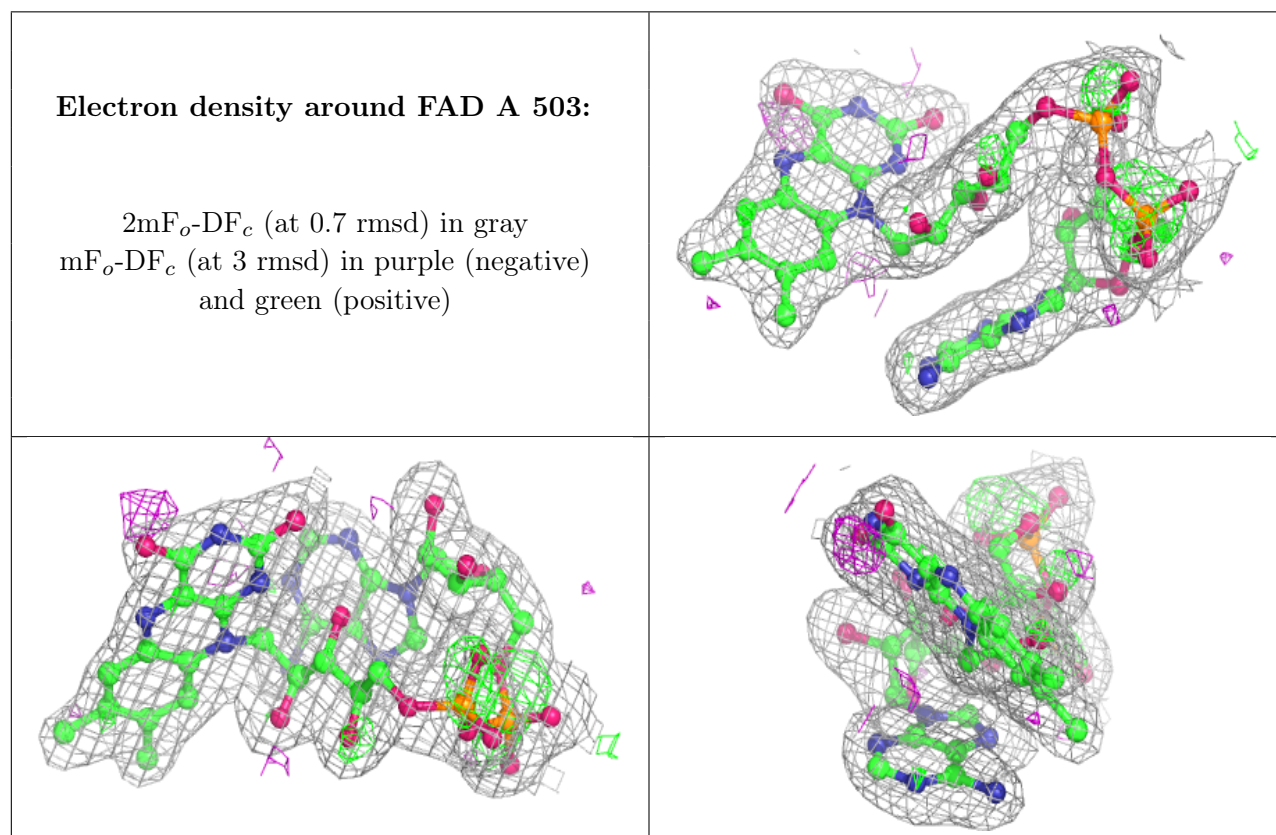 Electron density around FAD A 503:
2mFo-DFc (at 0.7 rmsd) in gray
mFo-DFc (at 3 rmsd) in purple (negative)
and green (positive)